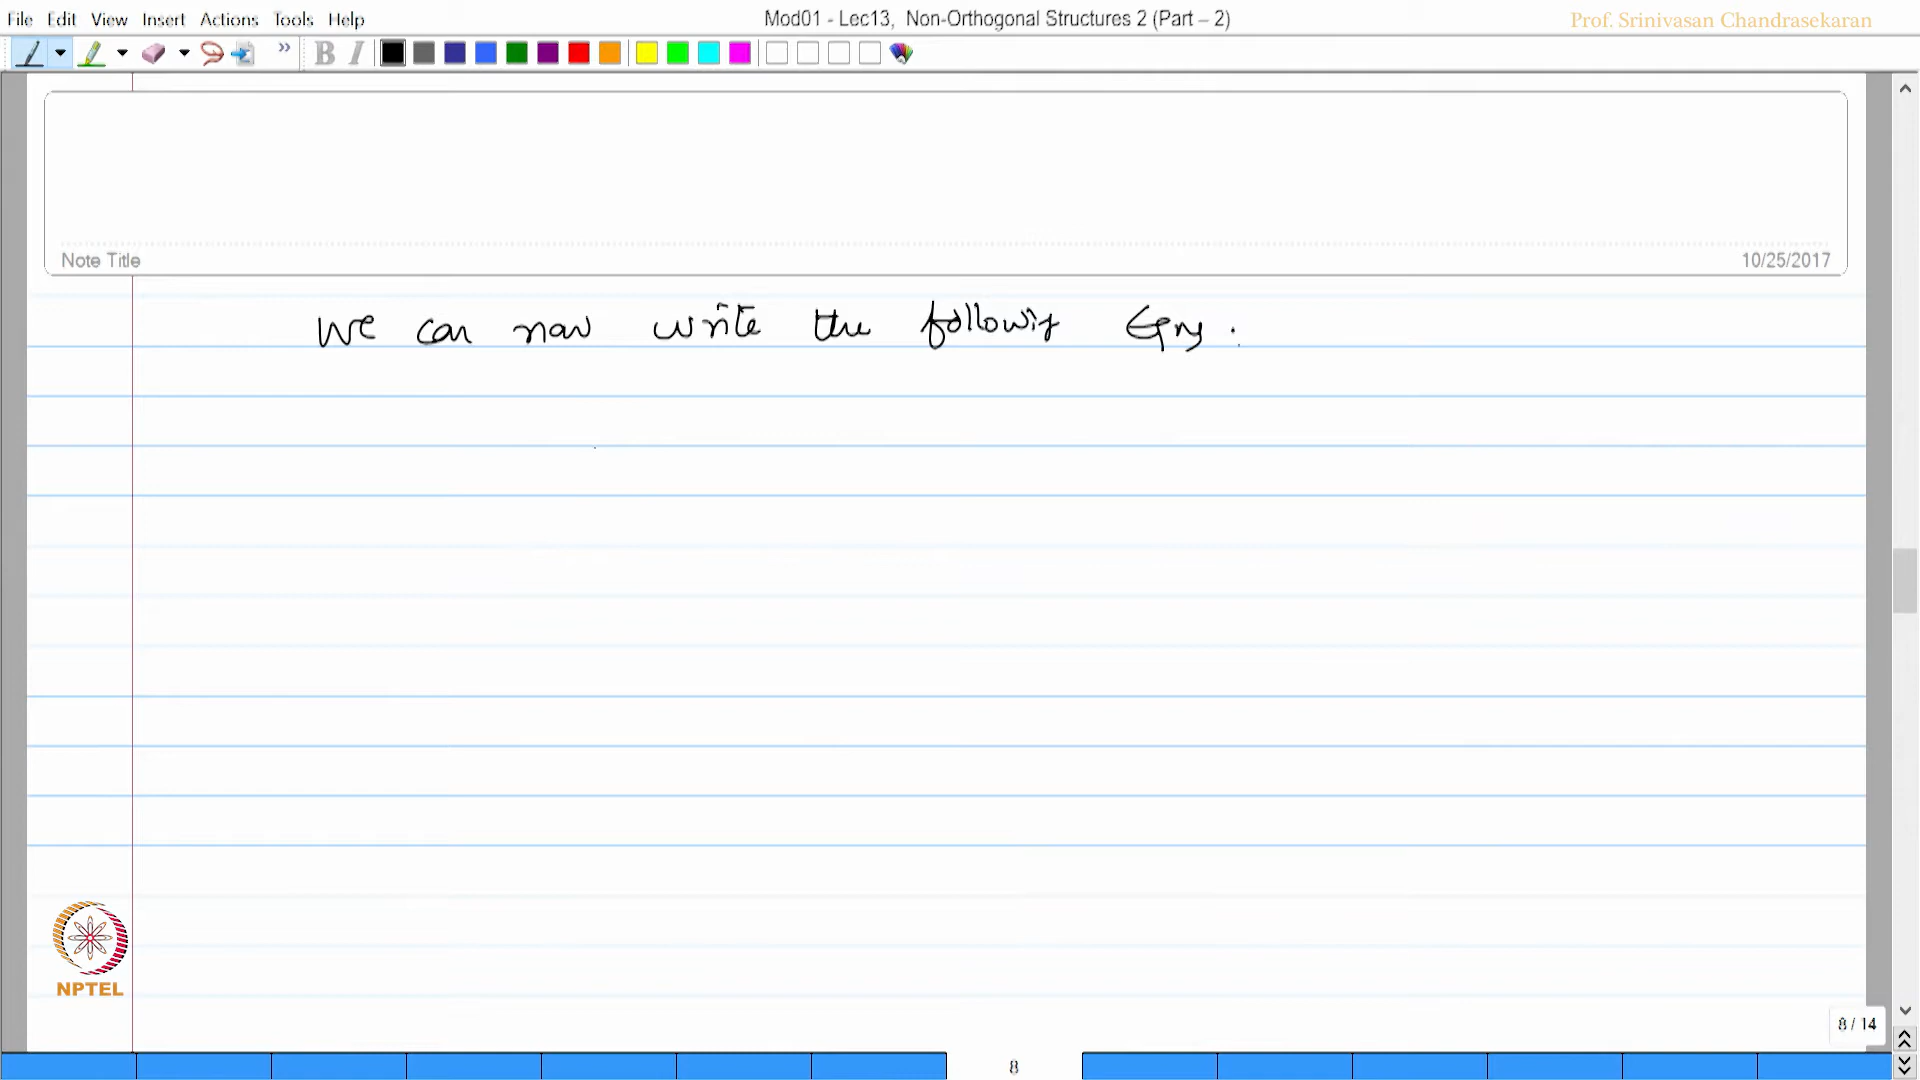 File Edit View Insert Actions Tools Help
Mod01 - Lec13, Non-Orthogonal Structures 2 (Part – 2)
Prof. Srinivasan Chandrasekaran
B I
Note Title
10/25/2017
We can now write the following Eqns.
NPTEL
8 / 14
8